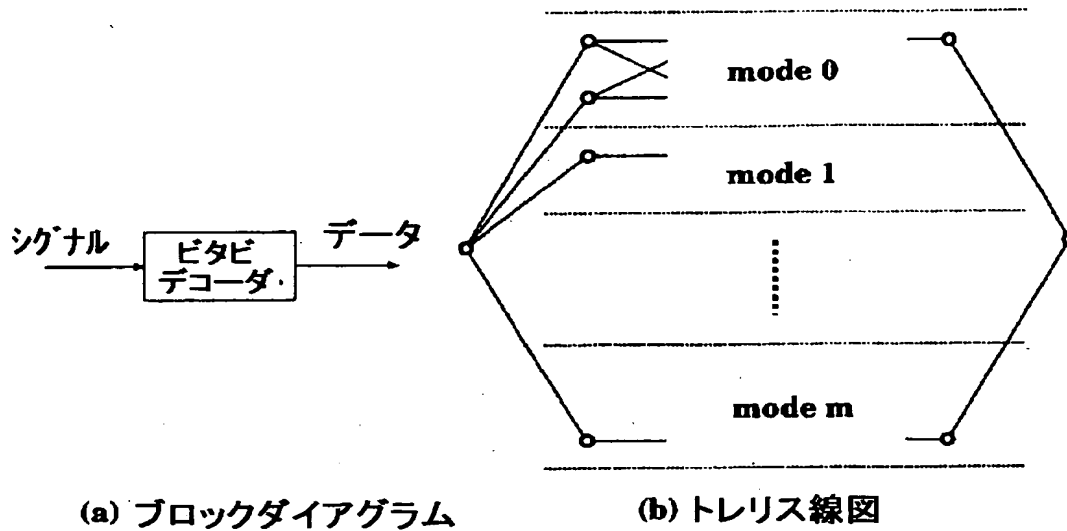 シグナル
ビタビ
デコーダ
データ
(a) ブロックダイアグラム
mode 0
mode 1
mode m
(b) トレリス線図